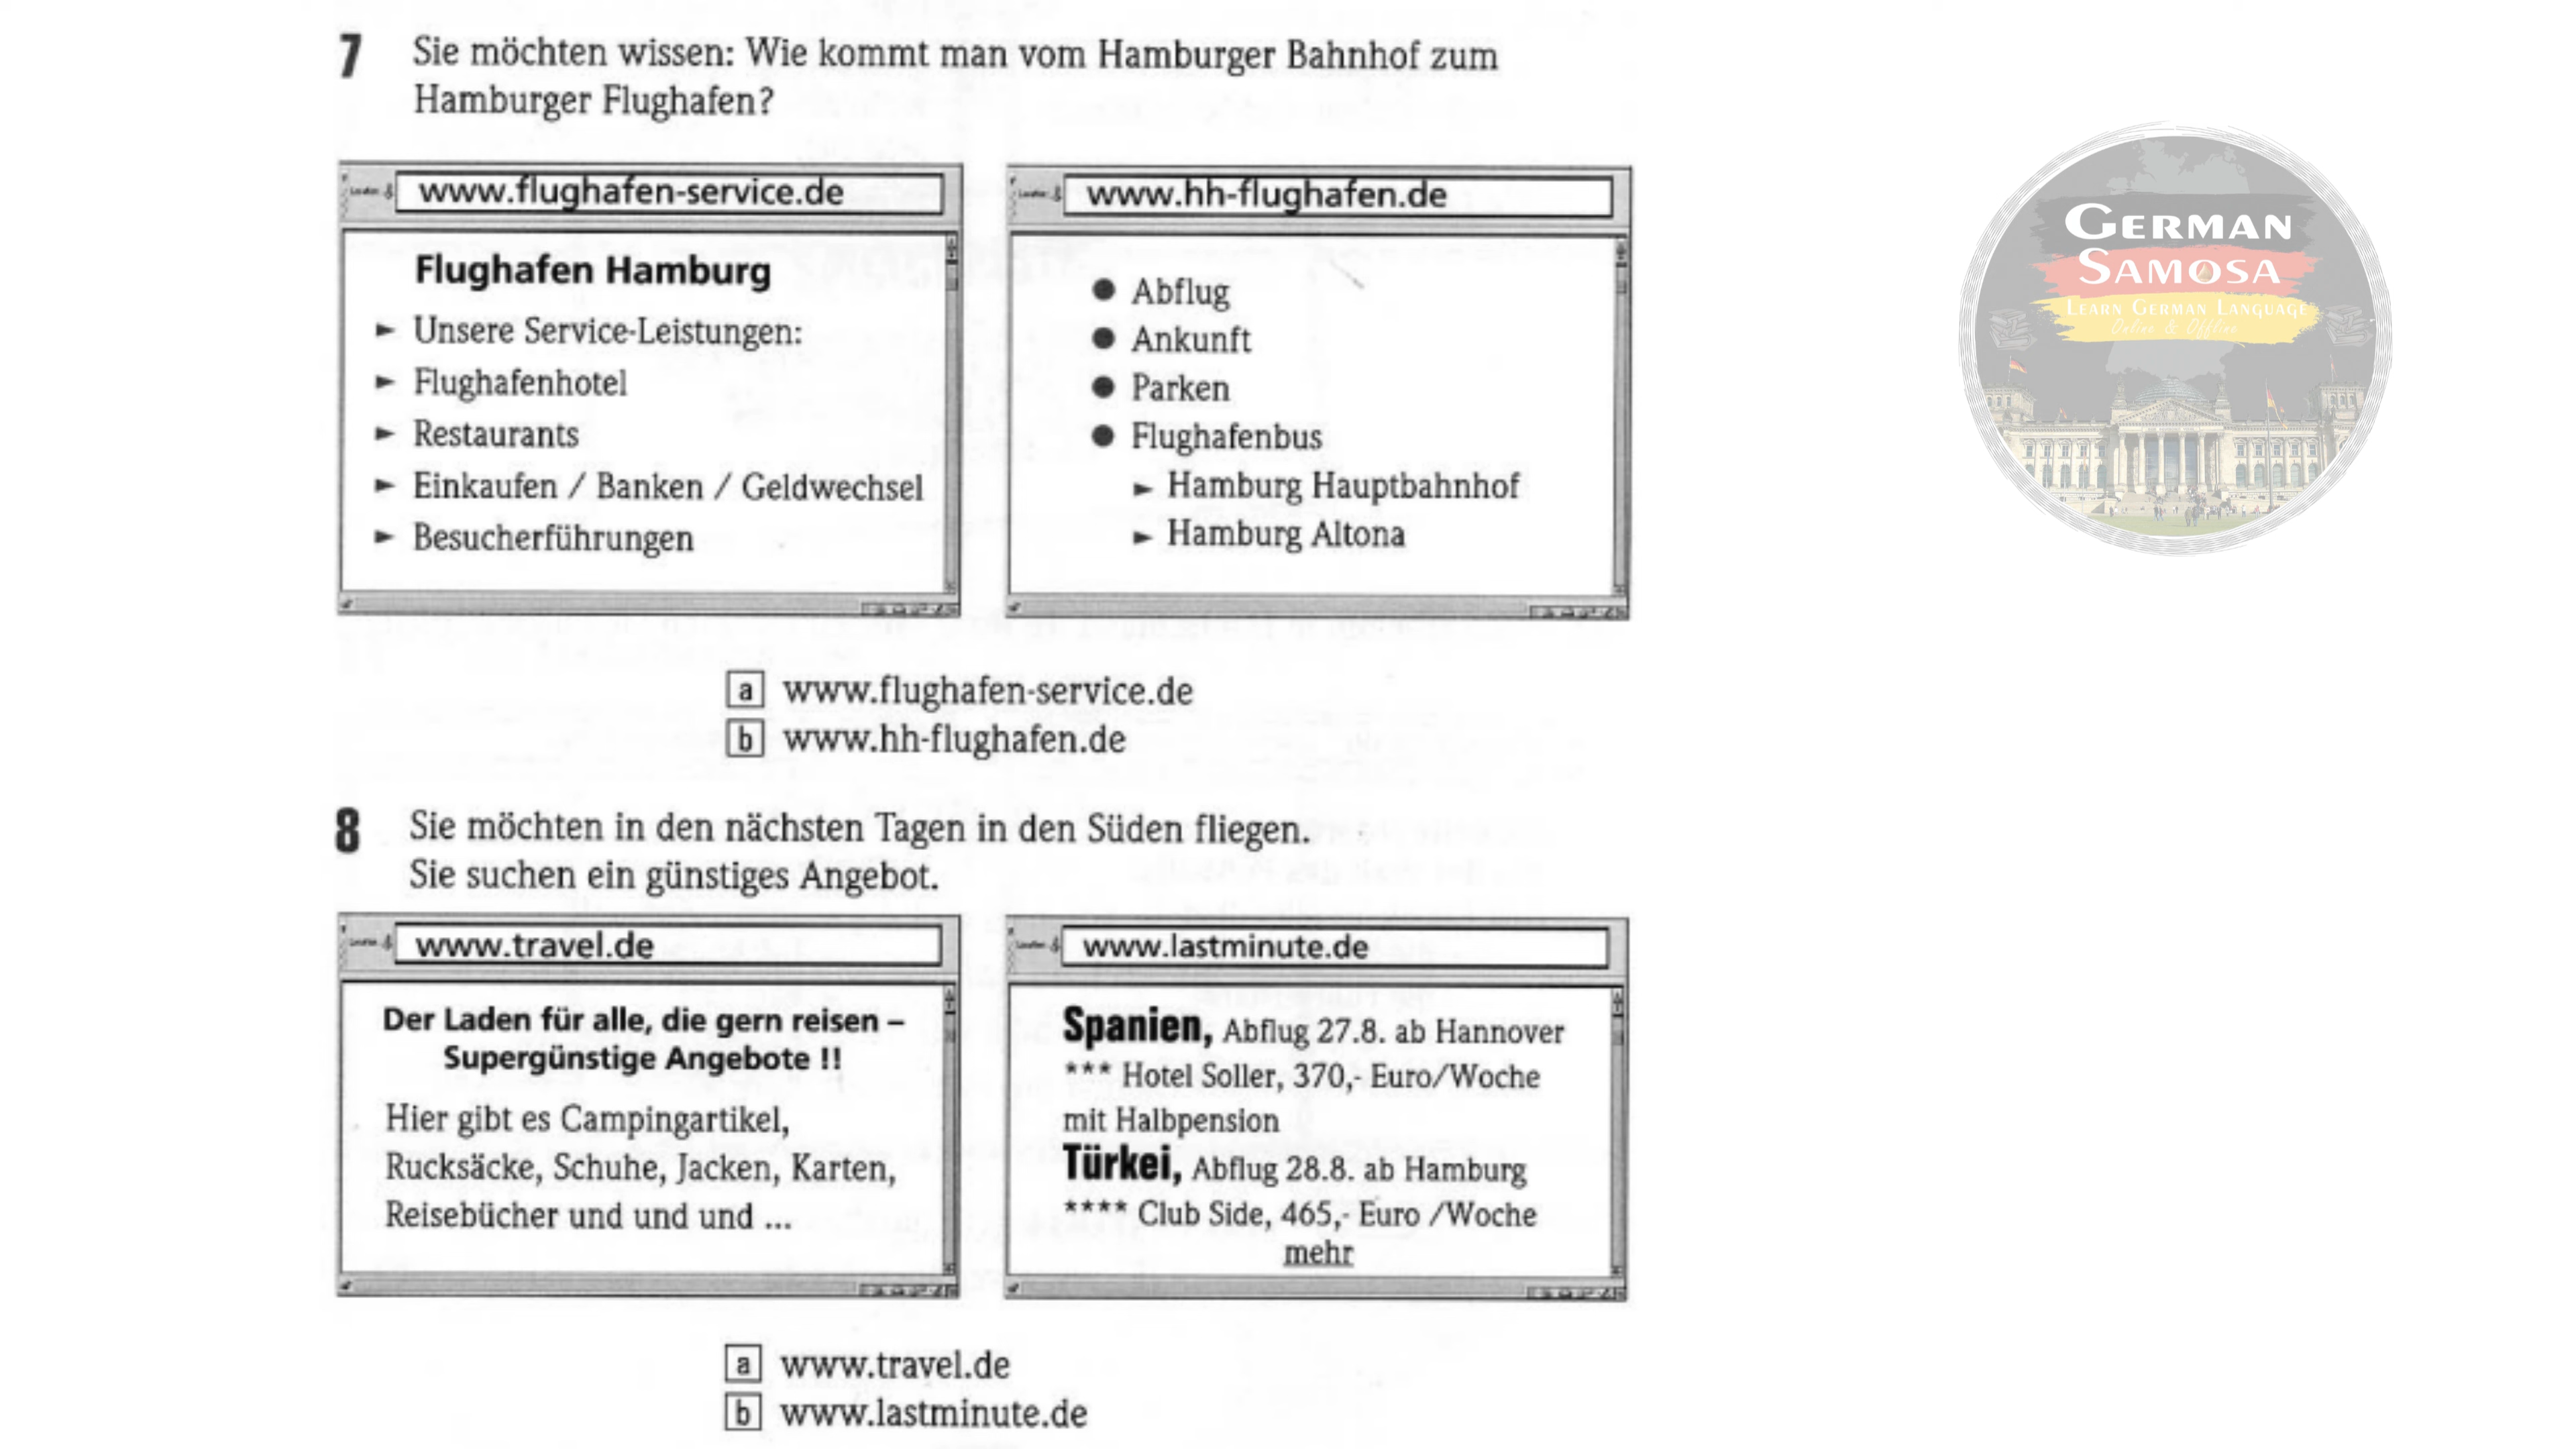 7 Sie möchten wissen: Wie kommt man vom Hamburger Bahnhof zum
Hamburger Flughafen?
www.flughafen-service.de
Flughafen Hamburg
► Unsere Service-Leistungen:
► Flughafenhotel
► Restaurants
► Einkaufen / Banken / Geldwechsel
► Besucherführungen
www.hh-flughafen.de
● Abflug
● Ankunft
● Parken
● Flughafenbus
► Hamburg Hauptbahnhof
► Hamburg Altona
a www.flughafen-service.de
b www.hh-flughafen.de
8 Sie möchten in den nächsten Tagen in den Süden fliegen.
Sie suchen ein günstiges Angebot.
www.travel.de
Der Laden für alle, die gern reisen –
Supergünstige Angebote !!
Hier gibt es Campingartikel,
Rucksäcke, Schuhe, Jacken, Karten,
Reisebücher und und und ...
www.lastminute.de
Spanien, Abflug 27.8. ab Hannover
*** Hotel Soller, 370,- Euro/Woche
mit Halbpension
Türkei, Abflug 28.8. ab Hamburg
**** Club Side, 465,- Euro /Woche
mehr
a www.travel.de
b www.lastminute.de
GERMAN
SAMOSA
LEARN GERMAN LANGUAGE
Online & Offline